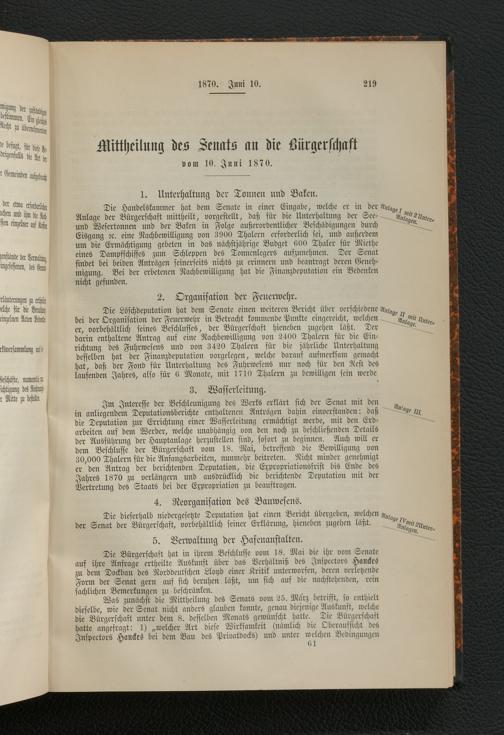 1870. Juni 10.
219
Mittheilung des Senats an die Bürgerschaft
vom 10. Juni 1870.
1. Unterhaltung der Tonnen und Baken.
Die Handelskammer hat dem Senate in einer Eingabe, welche er in der
Anlage I mit 2 Unter-Anlagen.
Anlage der Bürgerschaft mittheilt, vorgestellt, daß für die Unterhaltung der See-
und Wesertonnen und der Baken in Folge außerordentlicher Beschädigungen durch
Eisgang ꝛc. eine Nachbewilligung von 3900 Thalern erforderlich sei, und außerdem
um die Ermächtigung gebeten in das nächstjährige Budget 600 Thaler für Miethe
eines Dampfschiffes zum Schleppen des Tonnenlegers aufzunehmen. Der Senat
findet bei beiden Anträgen seinerseits nichts zu erinnern und beantragt deren Geneh-
migung. Bei der erbetenen Nachbewilligung hat die Finanzdeputation ein Bedenken
nicht gefunden.
2. Organisation der Feuerwehr.
Die Löschdeputation hat dem Senate einen weiteren Bericht über verschiedene
Anlage II mit Unter-Anlage.
bei der Organisation der Feuerwehr in Betracht kommende Punkte eingereicht, welchen
er, vorbehältlich seines Beschlusses, der Bürgerschaft hieneben zugehen läßt. Der
darin enthaltene Antrag auf eine Nachbewilligung von 2400 Thalern für die Ein-
richtung des Fuhrwesens und von 3420 Thalern für die jährliche Unterhaltung
desselben hat der Finanzdeputation vorgelegen, welche darauf aufmerksam gemacht
hat, daß der Fond für Unterhaltung des Fuhrwesens nur noch für den Rest des
laufenden Jahres, also für 6 Monate, mit 1710 Thalern zu bewilligen sein werde
3. Wasserleitung.
Im Interesse der Beschleunigung des Werks erklärt sich der Senat mit den
Anlage III.
in anliegendem Deputationsberichte enthaltenen Anträgen dahin einverstanden: daß
die Deputation zur Errichtung einer Wasserleitung ermächtigt werde, mit den Erd-
arbeiten auf dem Werder, welche unabhängig von den noch zu beschließenden Details
der Ausführung der Hauptanlage herzustellen sind, sofort zu beginnen. Auch will er
dem Beschlusse der Bürgerschaft vom 18. Mai, betreffend die Bewilligung von
30,000 Thalern für die Anfangsarbeiten, nunmehr beitreten. Nicht minder genehmigt
er den Antrag der berichtenden Deputation, die Expropriationsfrist bis Ende des
Jahres 1870 zu verlängern und ausdrücklich die berichtende Deputation mit der
Vertretung des Staats bei der Expropriation zu beauftragen.
4. Reorganisation des Bauwesens.
Die dieserhalb niedergesetzte Deputation hat einen Bericht übergeben, welchen
Anlage IV mit 2 Unter-Anlagen.
der Senat der Bürgerschaft, vorbehältlich seiner Erklärung, hieneben zugehen läßt.
5. Verwaltung der Hafenanstalten.
Die Bürgerschaft hat in ihrem Beschlusse vom 18. Mai die ihr vom Senate
auf ihre Anfrage ertheilte Auskunft über das Verhältniß des Inspectors Hanckes
zu dem Dockbau des Norddeutschen Lloyd einer Kritik unterworfen, deren verletzende
Form der Senat gern auf sich beruhen läßt, um sich auf die nachstehenden, rein
sachlichen Bemerkungen zu beschränken.
Was zunächst die Mittheilung des Senats vom 25. März betrifft, so enthielt
dieselbe, wie der Senat nicht anders glauben konnte, genau diejenige Auskunft, welche
die Bürgerschaft unter dem 8. desselben Monats gewünscht hatte. Die Bürgerschaft
hatte angefragt: 1) „welcher Art diese Wirksamkeit (nämlich die Oberaufsicht des
Inspectors Hanckes bei dem Bau des Privatdocks) und unter welchen Bedingungen
61